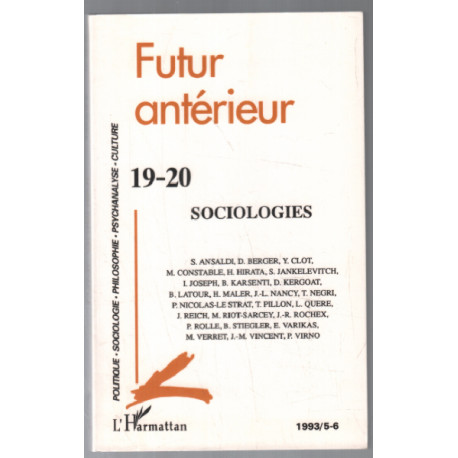 Futur
antérieur
POLITIQUE • SOCIOLOGIE • PHILOSOPHIE • PSYCHANALYSE • CULTURE
19-20
SOCIOLOGIES
S. ANSALDI, D. BERGER, Y. CLOT,
M. CONSTABLE, H. HIRATA, S. JANKELEVITCH,
I. JOSEPH, B. KARSENTI, D. KERGOAT,
B. LATOUR, H. MALER, J.-L. NANCY, T. NEGRI,
P. NICOLAS-LE STRAT, T. PILLON, L. QUERE,
J. REICH, M. RIOT-SARCEY, J.-R. ROCHEX,
P. ROLLE, B. STIEGLER, E. VARIKAS,
M. VERRET, J.-M. VINCENT, P. VIRNO
L'Harmattan
1993/5-6